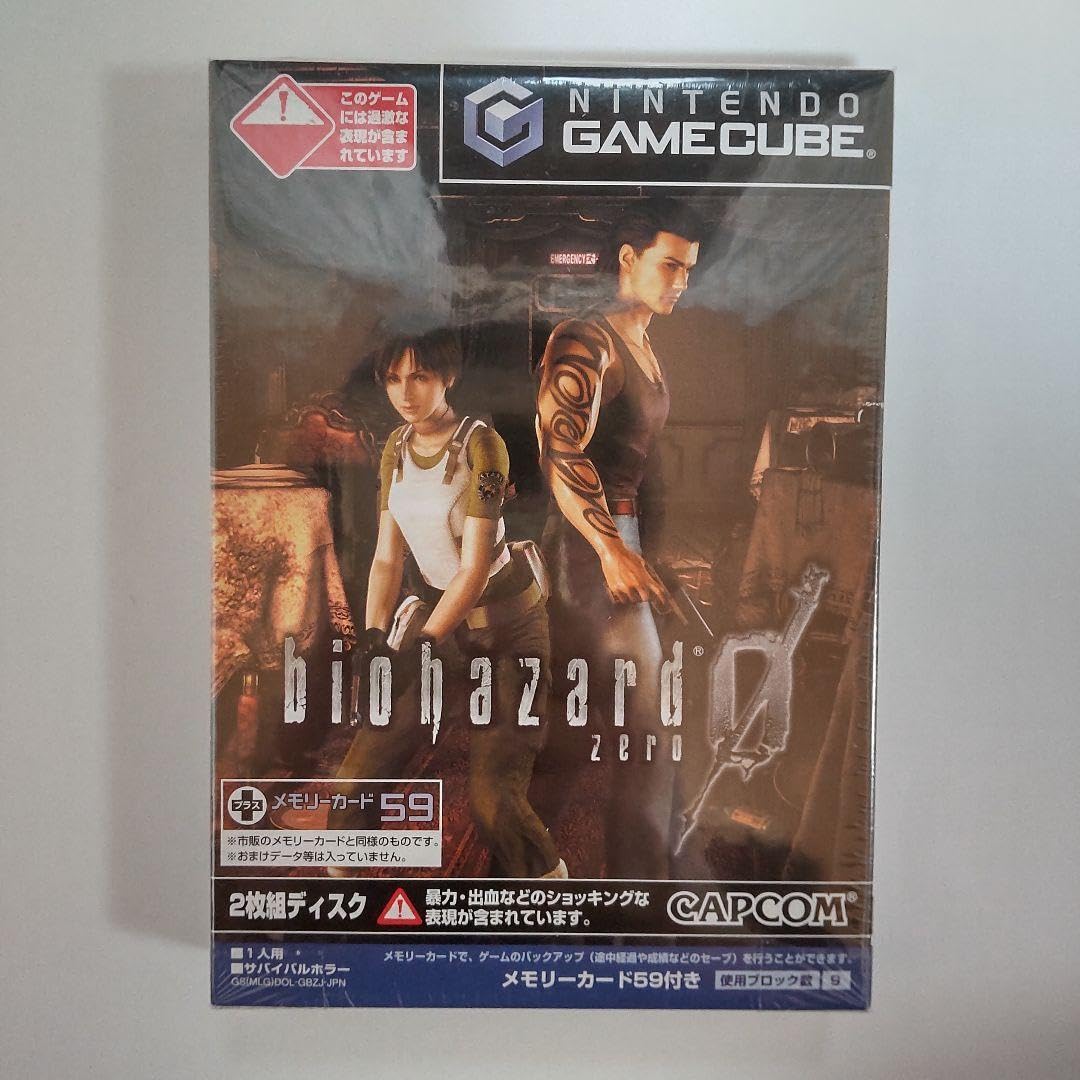 このゲーム
には過激な
表現が含ま
れています
NINTENDO
GAMECUBE®
EMERGENCY
biohazard®
zero
0
プラス メモリーカード 59
※市販のメモリーカードと同様のものです。
※おまけデータ等は入っていません。
2枚組ディスク
暴力・出血などのショッキングな
表現が含まれています。
CAPCOM®
■1人用
■サバイバルホラー
GS(MLG)DOL-GBZJ-JPN
メモリーカードで、ゲームのバックアップ（途中経過や成績などのセーブ）を行うことができます。
メモリーカード59付き 使用ブロック数 9